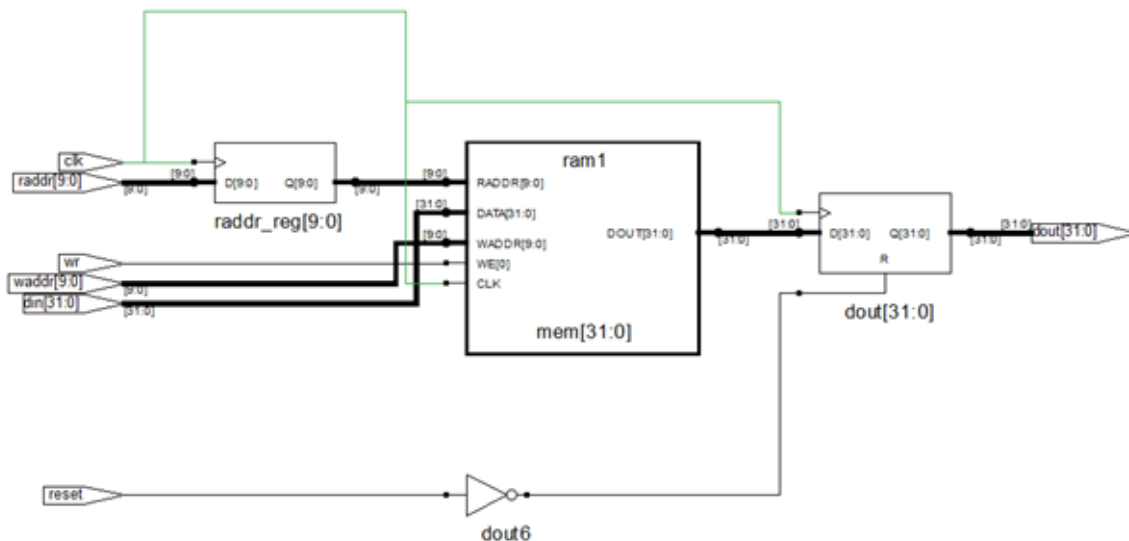 clk
raddr[9:0]
[9:0]
[9:0]
D[9:0]
Q[9:0]
[9:0]
raddr_reg[9:0]
wr
waddr[9:0]
[9:0]
din[31:0]
[31:0]
[9:0]
[31:0]
[9:0]
ram1
RADDR[9:0]
DATA[31:0]
WADDR[9:0]
WE[0]
CLK
DOUT[31:0]
mem[31:0]
[31:0]
[31:0]
D[31:0]
Q[31:0]
R
dout[31:0]
[31:0]
[31:0]
dout[31:0]
reset
dout6